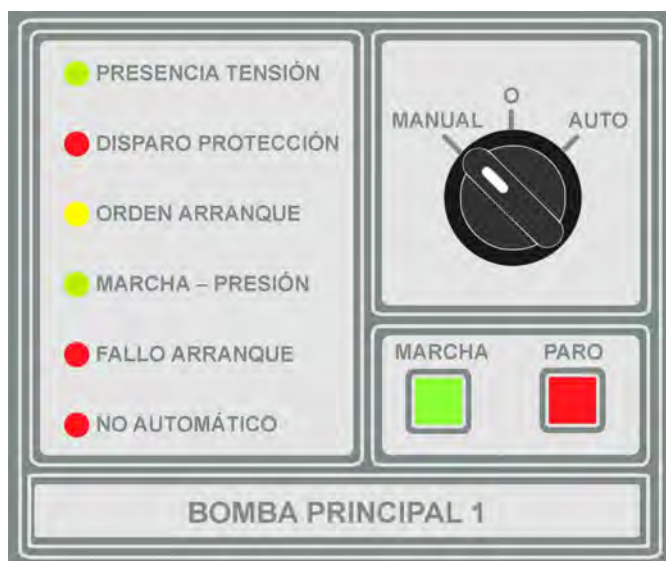 PRESENCIA TENSIÓN
DISPARO PROTECCIÓN
ORDEN ARRANQUE
MARCHA – PRESIÓN
FALLO ARRANQUE
NO AUTOMÁTICO
O
MANUAL
AUTO
MARCHA
PARO
BOMBA PRINCIPAL 1